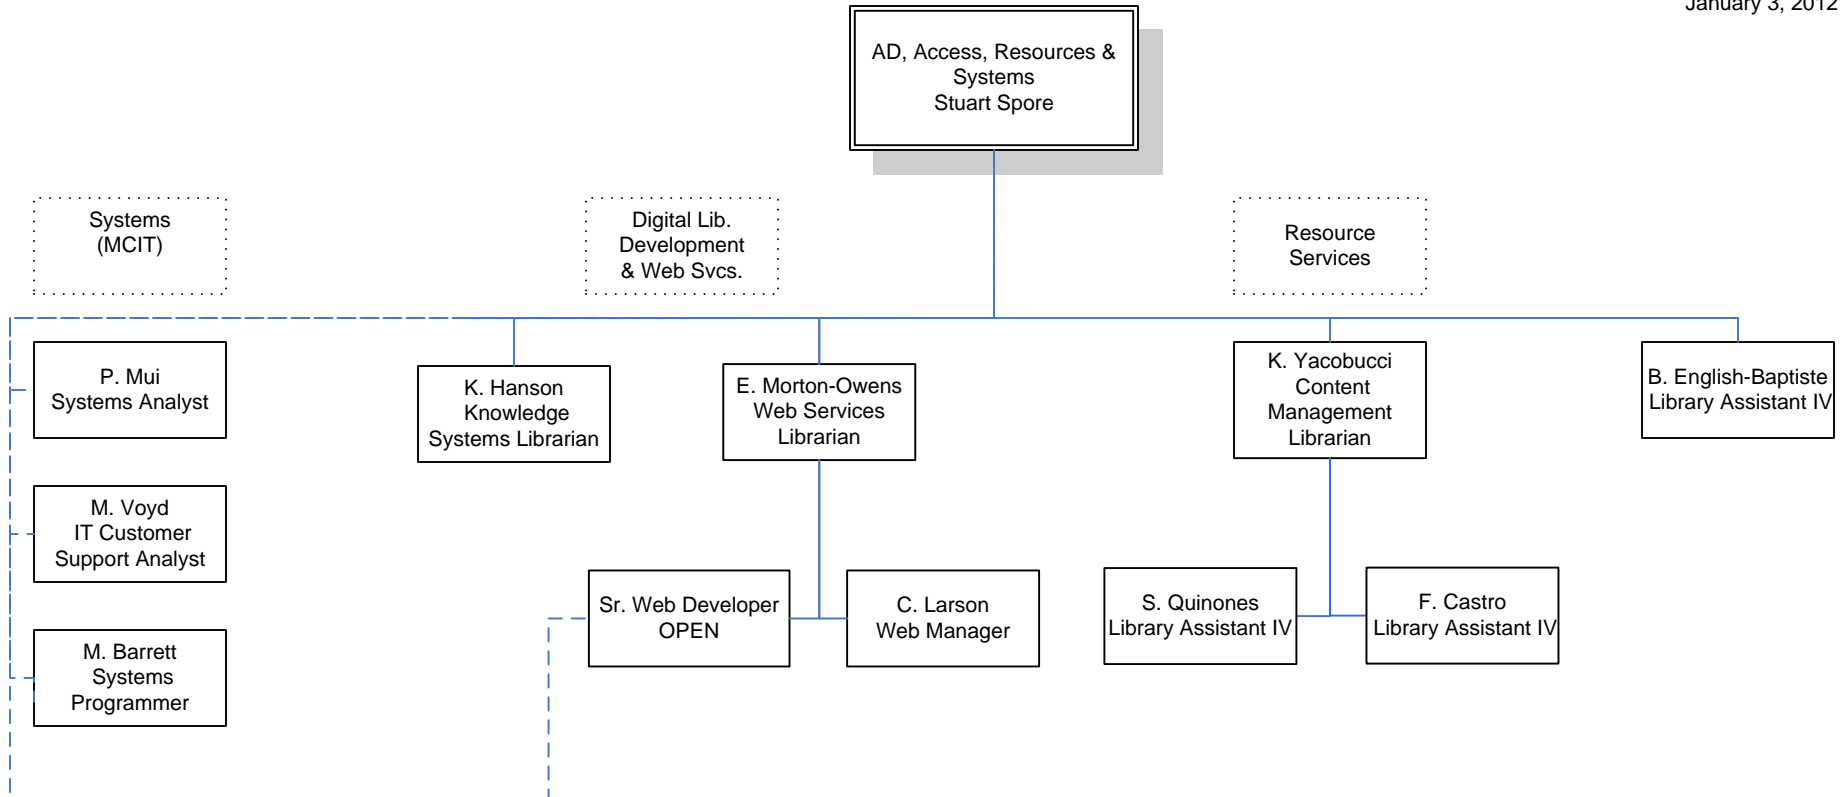 January 3, 2012
AD, Access, Resources &
Systems
Stuart Spore
Systems
(MCIT)
Digital Lib.
Development
& Web Svcs.
Resource
Services
P. Mui
Systems Analyst
K. Hanson
Knowledge
Systems Librarian
E. Morton-Owens
Web Services
Librarian
K. Yacobucci
Content
Management
Librarian
B. English-Baptiste
Library Assistant IV
M. Voyd
IT Customer
Support Analyst
Sr. Web Developer
OPEN
C. Larson
Web Manager
S. Quinones
Library Assistant IV
F. Castro
Library Assistant IV
M. Barrett
Systems
Programmer